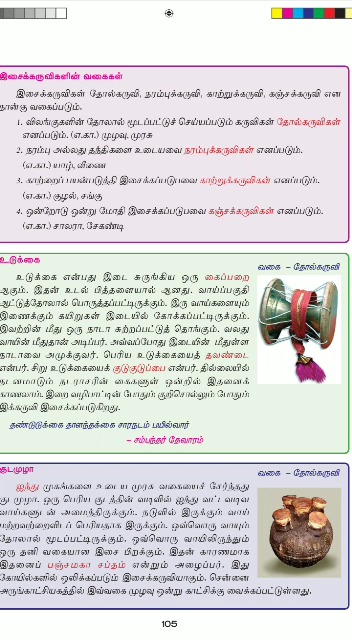 இசைக்கருவிகளின் வகைகள்
இசைக்கருவிகள் தோல்கருவி, நரம்புக்கருவி, காற்றுக்கருவி, கஞ்சக்கருவி என
நான்கு வகைப்படும்.
1. விலங்குகளின் தோலால் மூடப்பட்டுச் செய்யப்படும் கருவிகள் தோல்கருவிகள்
எனப்படும். (எ.கா.) முழவு, முரசு
2. நரம்பு அல்லது தந்திகளை உடையவை நரம்புக்கருவிகள் எனப்படும்.
(எ.கா.) யாழ், வீணை
3. காற்றைப் பயன்படுத்தி இசைக்கப்படுபவை காற்றுக்கருவிகள் எனப்படும்.
(எ.கா.) குழல், சங்கு
4. ஒன்றோடு ஒன்று மோதி இசைக்கப்படுபவை கஞ்சக்கருவிகள் எனப்படும்.
(எ.கா.) சாலரா, சேகண்டி
உடுக்கை
வகை – தோல்கருவி
உடுக்கை என்பது இடை சுருங்கிய ஒரு கைப்பறை
ஆகும். இதன் உடல் பித்தளையால் ஆனது. வாய்ப்பகுதி
ஆட்டுத்தோலால் பொருத்தப்பட்டிருக்கும். இரு வாய்களையும்
இணைக்கும் கயிறுகள் இடையில் கோக்கப்பட்டிருக்கும்.
இவற்றின் மீது ஒரு நாடா சுற்றப்பட்டுத் தொங்கும். வலது
வாயின் மீதுதான் அடிப்பர். அவ்வப்போது இடையின் மீதுள்ள
நாடாவை அமுக்குவர். பெரிய உடுக்கையைத் தவண்டை
என்பர். சிறு உடுக்கையைக் குடுகுடுப்பை என்பர். தில்லையில்
நடனமாடும் நடராசரின் கைகளுள் ஒன்றில் இதனைக்
காணலாம். இறை வழிபாட்டின் போதும் குறிசொல்லும் போதும்
இக்கருவி இசைக்கப்படுகிறது.
தண்டுடுக்கை தாளந்தக்கை சாரநடம் பயில்வார்
– சம்பந்தர் தேவாரம்
குடமுழா
வகை – தோல்கருவி
ஐந்து முகங்களை உடைய முரசு வகையைச் சேர்ந்தது
குடமுழா. ஒரு பெரிய குடத்தின் வடிவில் ஐந்து வட்ட வடிவ
வாய்களுடன் அமைந்திருக்கும். நடுவில் இருக்கும் வாய்
மற்றவற்றைவிடப் பெரியதாக இருக்கும். ஒவ்வொரு வாயும்
தோலால் மூடப்பட்டிருக்கும். ஒவ்வொரு வாயிலிருந்தும்
ஒரு தனி வகையான இசை பிறக்கும். இதன் காரணமாக
இதனைப் பஞ்சமகா சப்தம் என்றும் அழைப்பர். இது
கோயில்களில் ஒலிக்கப்படும் இசைக்கருவியாகும். சென்னை
அருங்காட்சியகத்தில் இவ்வகை முழவு ஒன்று காட்சிக்கு வைக்கப்பட்டுள்ளது.
105